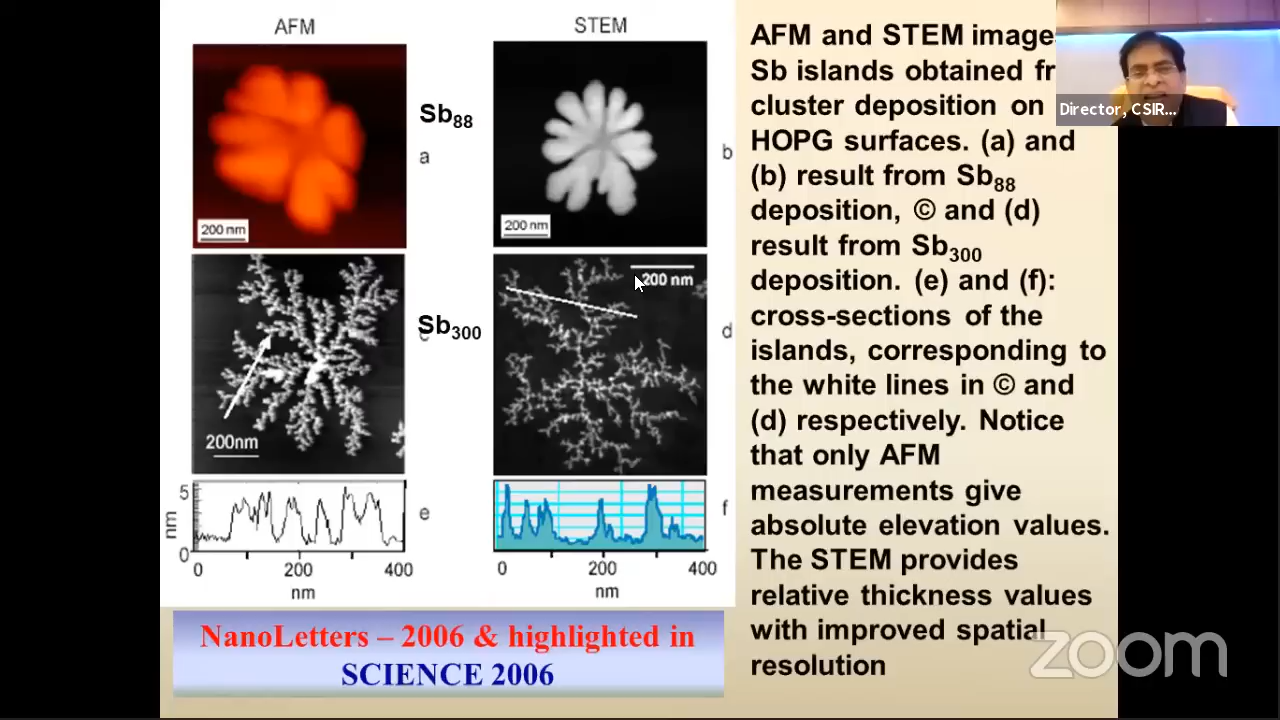 AFM
STEM
Sb88
a
b
200 nm
200 nm
Sb300
c
d
200 nm
200nm
5
nm
0
e
f
0 200 400
nm
0 200 400
nm
NanoLetters – 2006 & highlighted in
SCIENCE 2006
AFM and STEM image
Sb islands obtained fr
cluster deposition on
HOPG surfaces. (a) and
(b) result from Sb88
deposition, © and (d)
result from Sb300
deposition. (e) and (f):
cross-sections of the
islands, corresponding to
the white lines in © and
(d) respectively. Notice
that only AFM
measurements give
absolute elevation values.
The STEM provides
relative thickness values
with improved spatial
resolution
Director, CSIR...
zoom